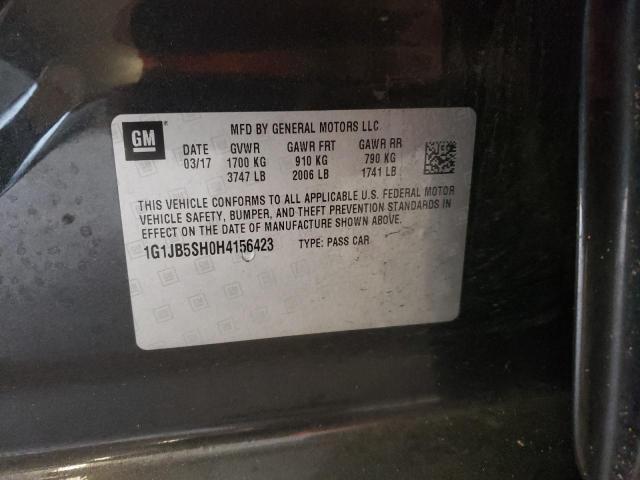 GM
MFD BY GENERAL MOTORS LLC
DATE GVWR GAWR FRT GAWR RR
03/17 1700 KG 910 KG 790 KG
3747 LB 2006 LB 1741 LB
THIS VEHICLE CONFORMS TO ALL APPLICABLE U.S. FEDERAL MOTOR
VEHICLE SAFETY, BUMPER, AND THEFT PREVENTION STANDARDS IN
EFFECT ON THE DATE OF MANUFACTURE SHOWN ABOVE.
1G1JB5SH0H4156423 TYPE: PASS CAR